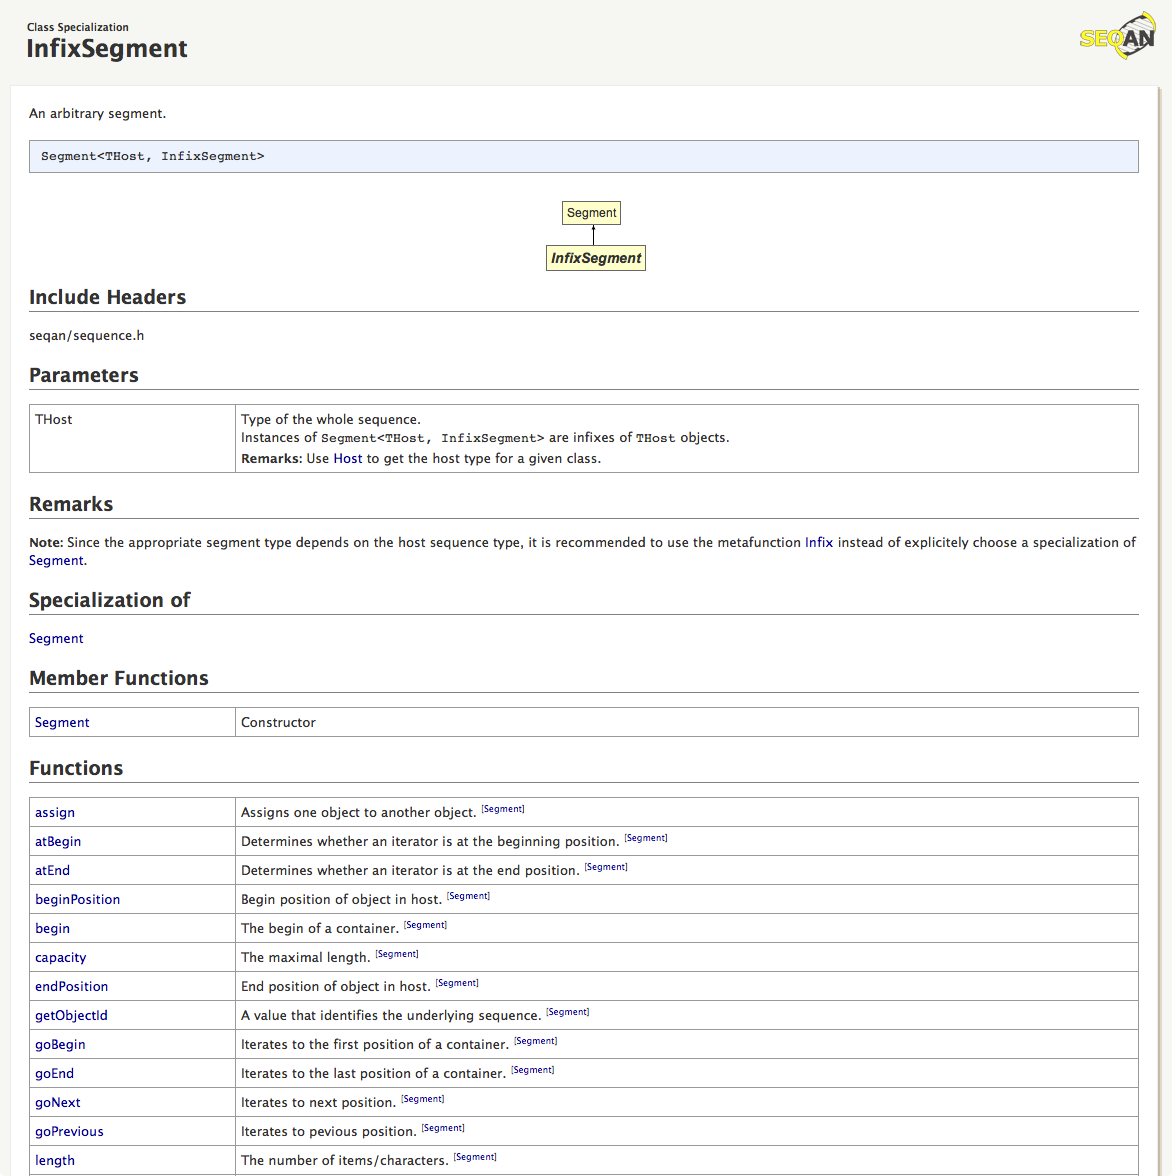 Class Specialization
InfixSegment
SEQAN
An arbitrary segment.
Segment<THost, InfixSegment>
Segment
InfixSegment
Include Headers
seqan/sequence.h
Parameters
THost
Type of the whole sequence.
Instances of Segment<THost, InfixSegment> are infixes of THost objects.
Remarks: Use Host to get the host type for a given class.
Remarks
Note: Since the appropriate segment type depends on the host sequence type, it is recommended to use the metafunction Infix instead of explicitely choose a specialization of
Segment.
Specialization of
Segment
Member Functions
Segment Constructor
Functions
assign Assigns one object to another object. [Segment]
atBegin Determines whether an iterator is at the beginning position. [Segment]
atEnd Determines whether an iterator is at the end position. [Segment]
beginPosition Begin position of object in host. [Segment]
begin The begin of a container. [Segment]
capacity The maximal length. [Segment]
endPosition End position of object in host. [Segment]
getObjectId A value that identifies the underlying sequence. [Segment]
goBegin Iterates to the first position of a container. [Segment]
goEnd Iterates to the last position of a container. [Segment]
goNext Iterates to next position. [Segment]
goPrevious Iterates to pevious position. [Segment]
length The number of items/characters. [Segment]